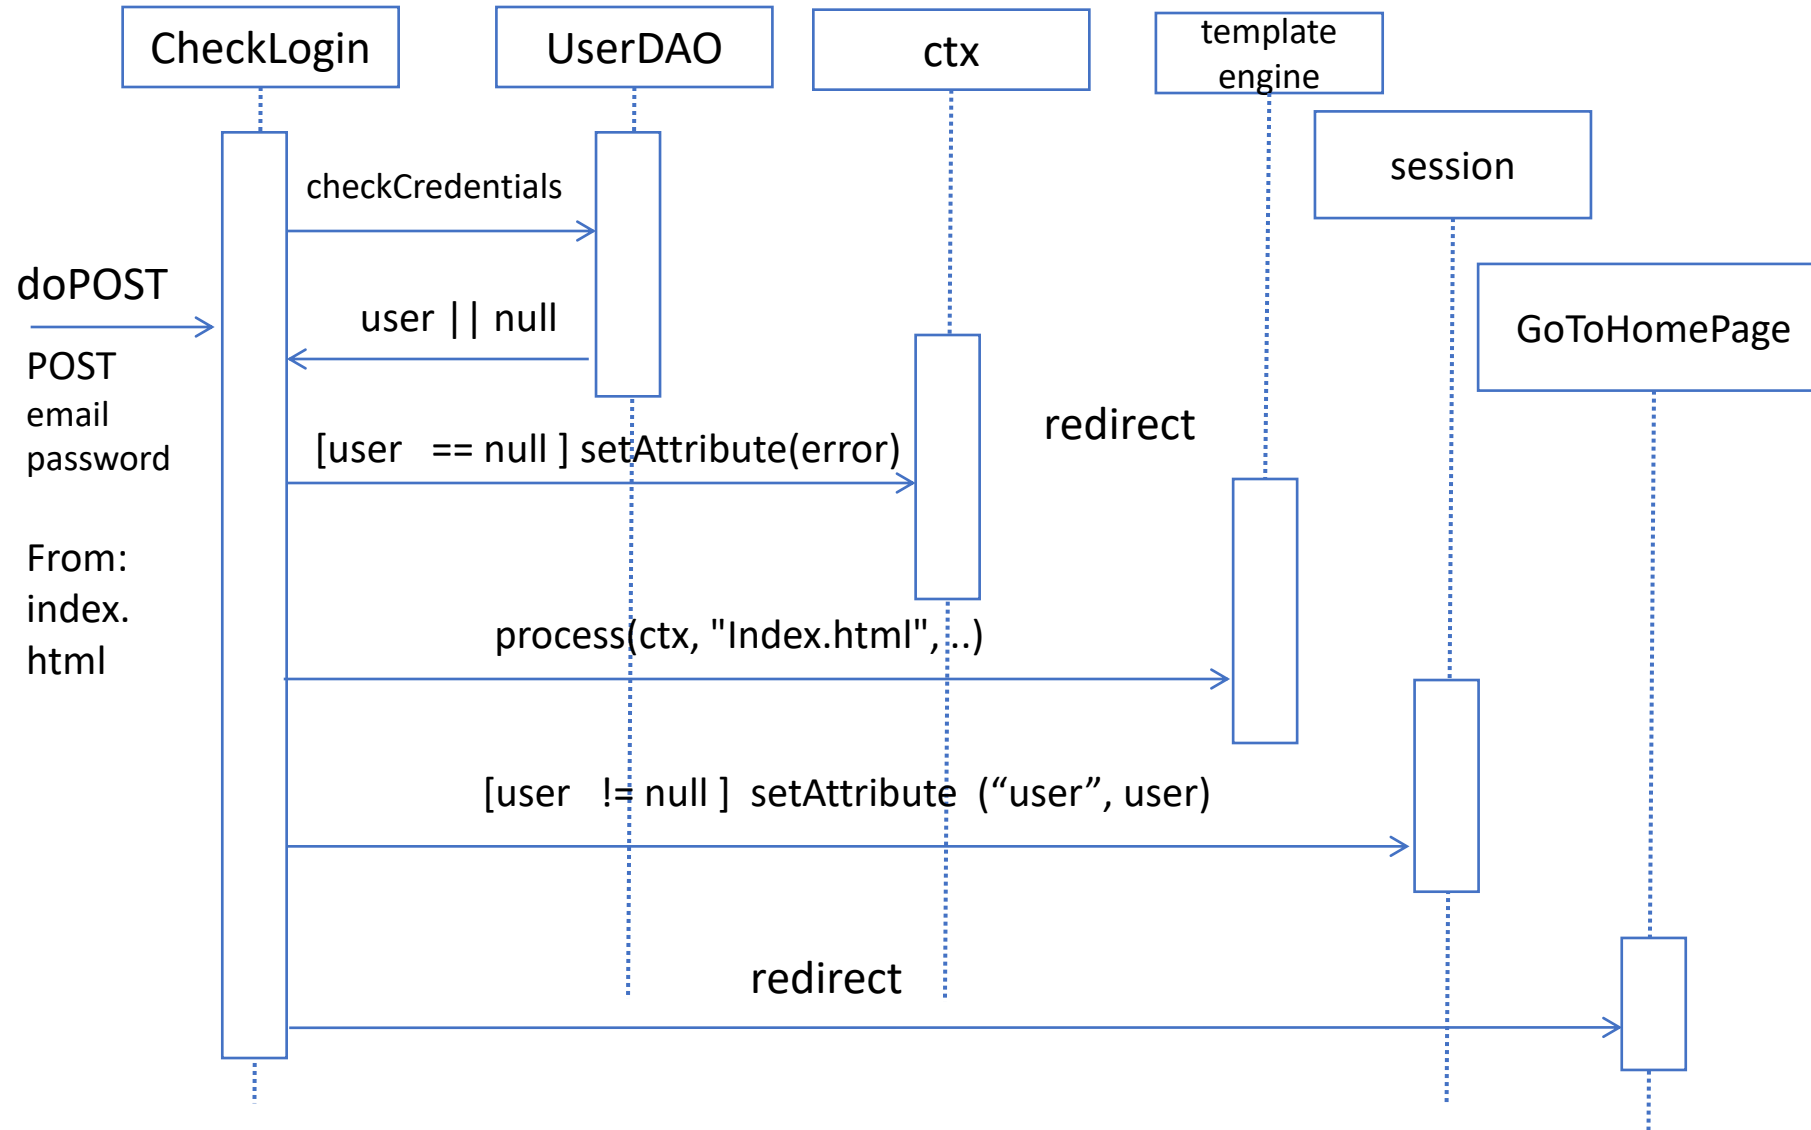 CheckLogin
UserDAO
ctx
template
engine
session
GoToHomePage
checkCredentials
doPOST
POST
email
password
From:
index.
html
user || null
[user   == null ] setAttribute(error)
redirect
process(ctx, "Index.html", ..)
[user   != null ]  setAttribute  (“user”, user)
redirect